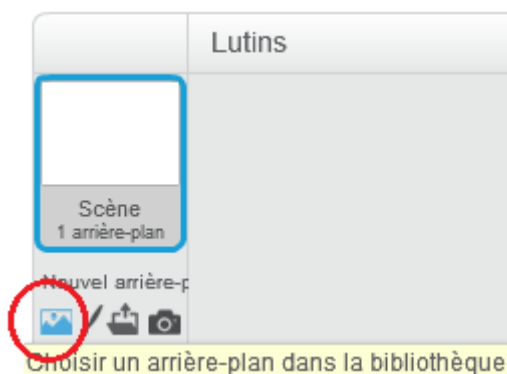 Lutins
Scène
1 arrière-plan
Nouvel arrière-p
Choisir un arrière-plan dans la bibliothèque